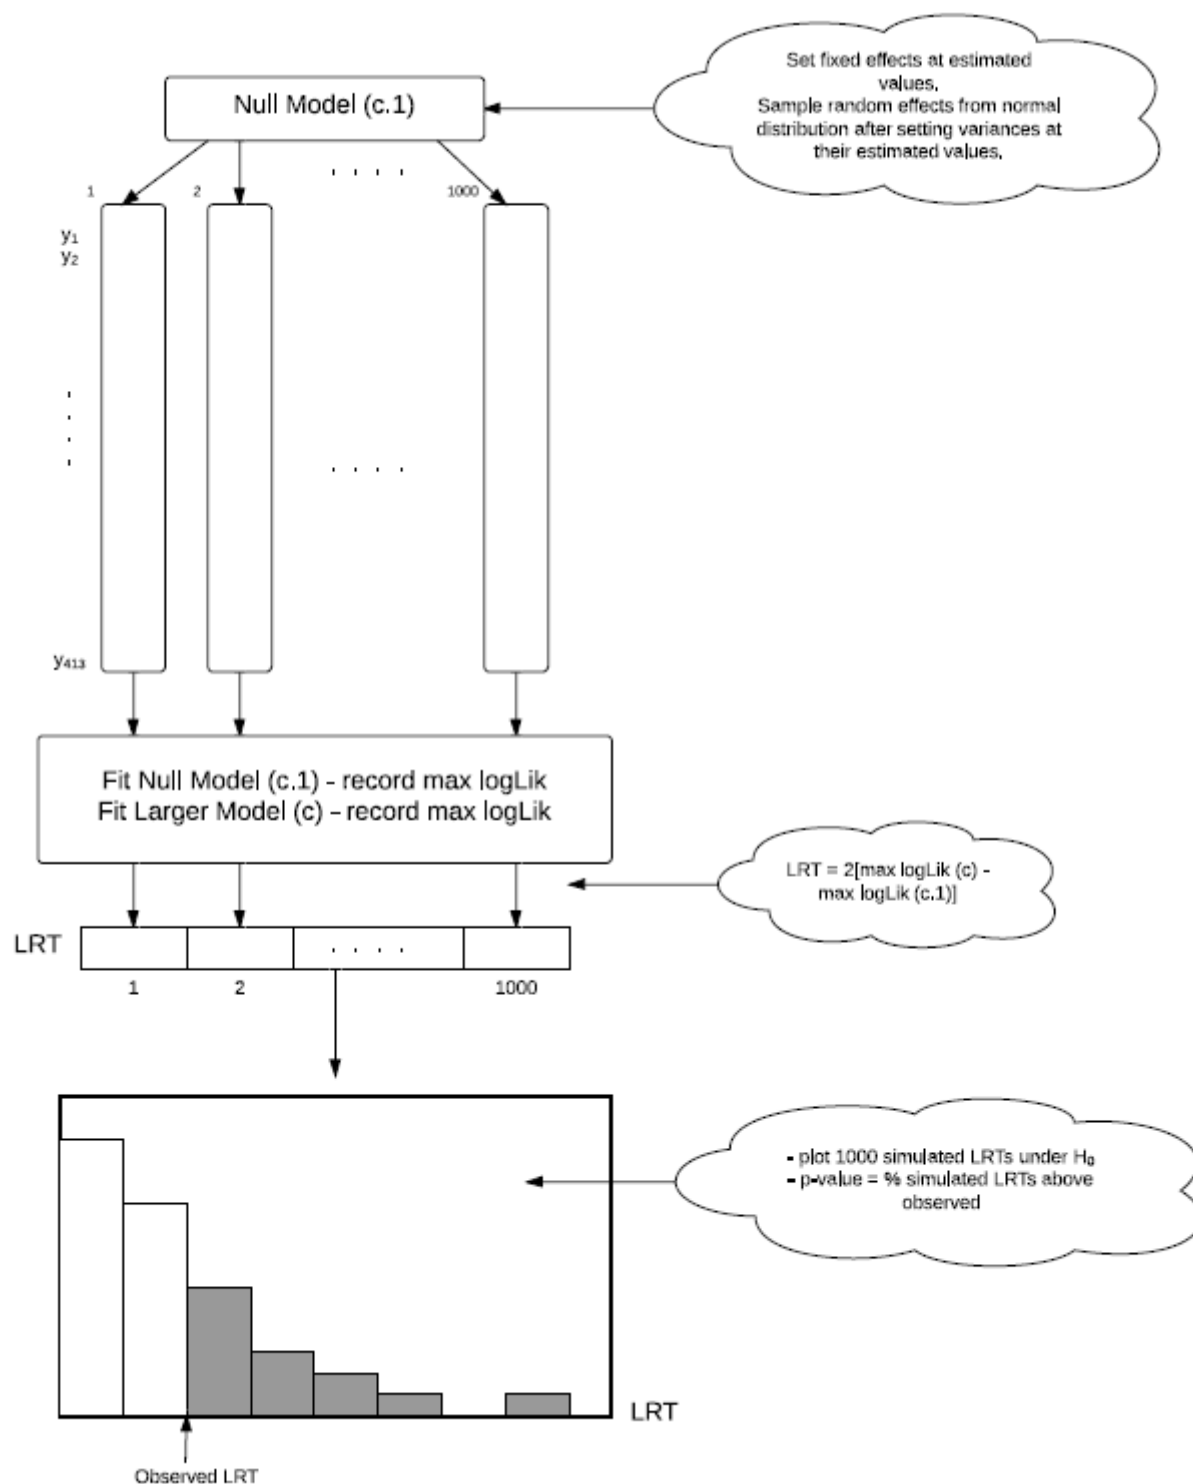 Set fixed effects at estimated
values.
Sample random effects from normal
distribution after setting variances at
their estimated values.
Null Model (c.1)
. . . .
1
2
1000
y₁
y₂
. . . .
. . . .
y₄₁₃
Fit Null Model (c.1) - record max logLik
Fit Larger Model (c) - record max logLik
LRT = 2[max logLik (c) -
max logLik (c.1)]
LRT
. . . .
1
2
1000
- plot 1000 simulated LRTs under H₀
- p-value = % simulated LRTs above
observed
LRT
Observed LRT